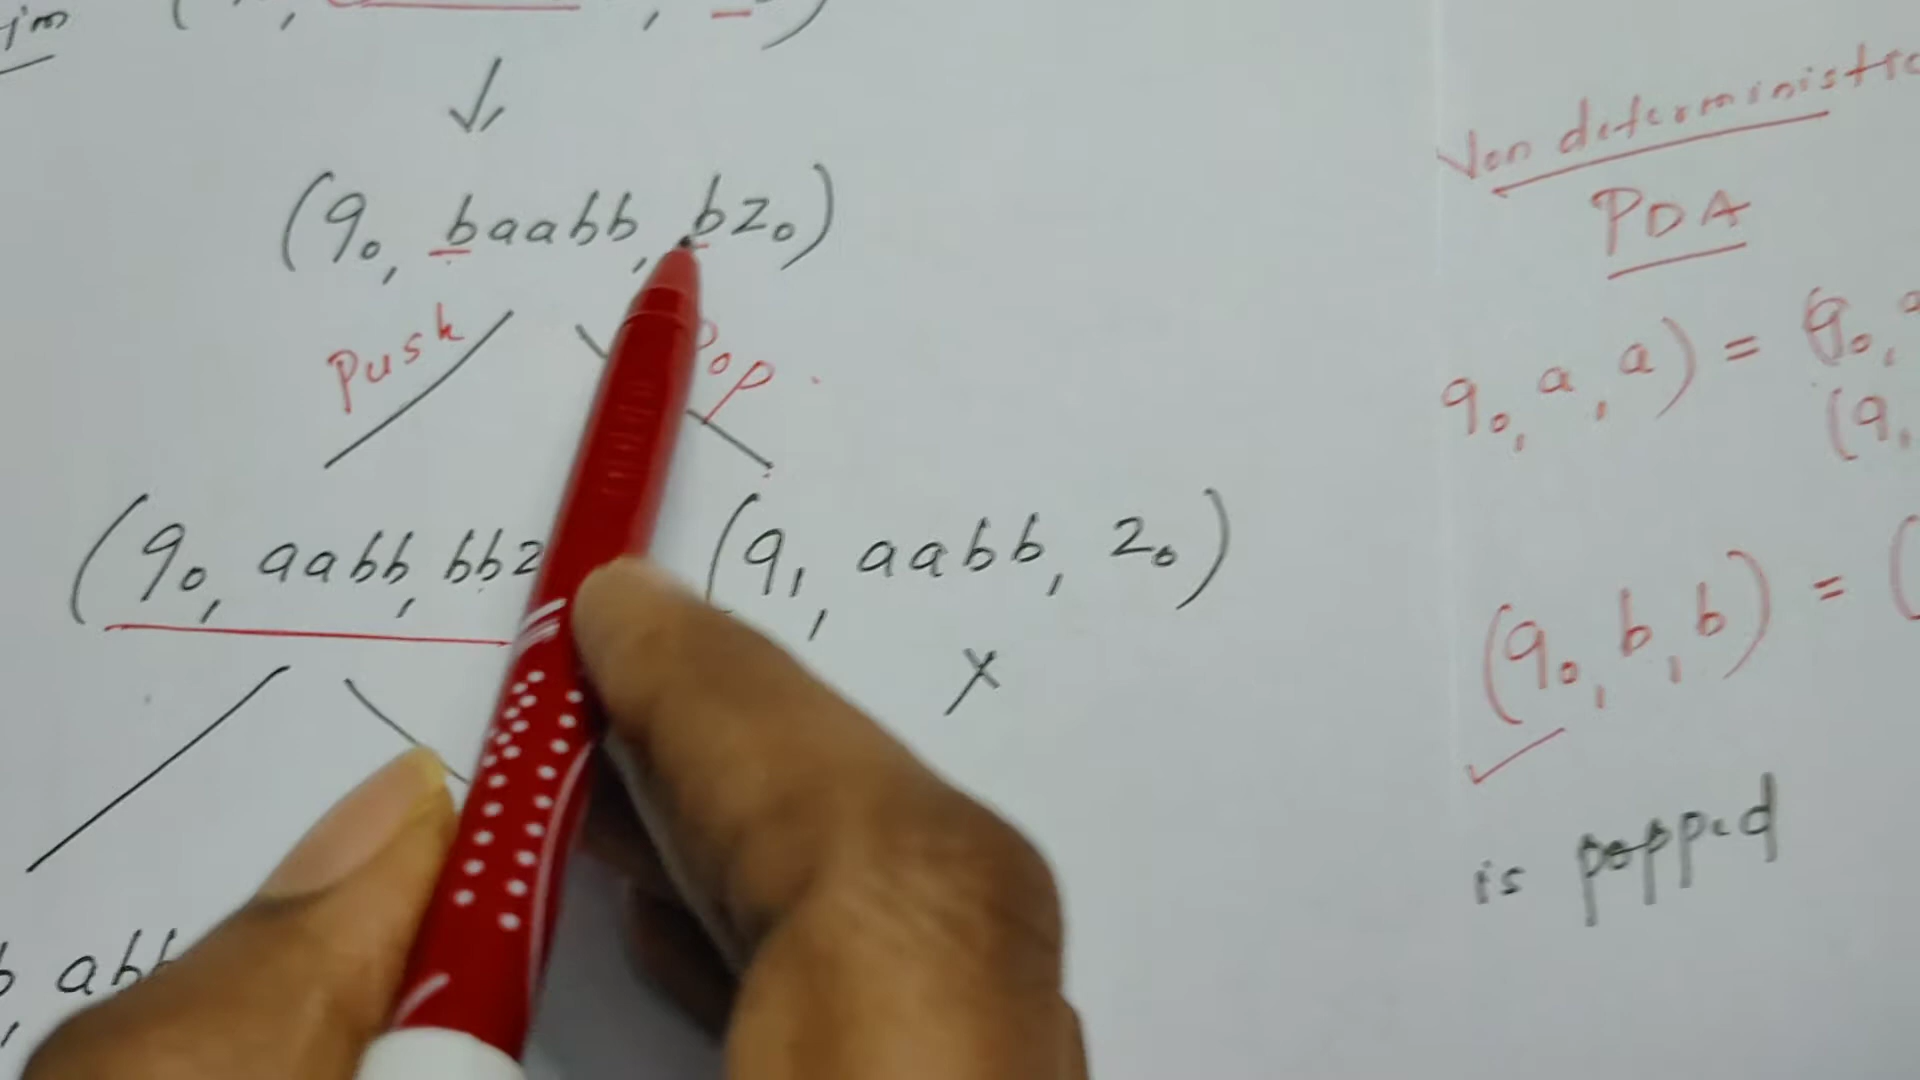 (q0, baabb, bz0)
Push
Pop
(q0, aabb, bbz
(q1, aabb, z0)
X
abb
Non deterministic
PDA
q0, a, a) = (q0, a
(q1
(q0, b, b) = (
is popped